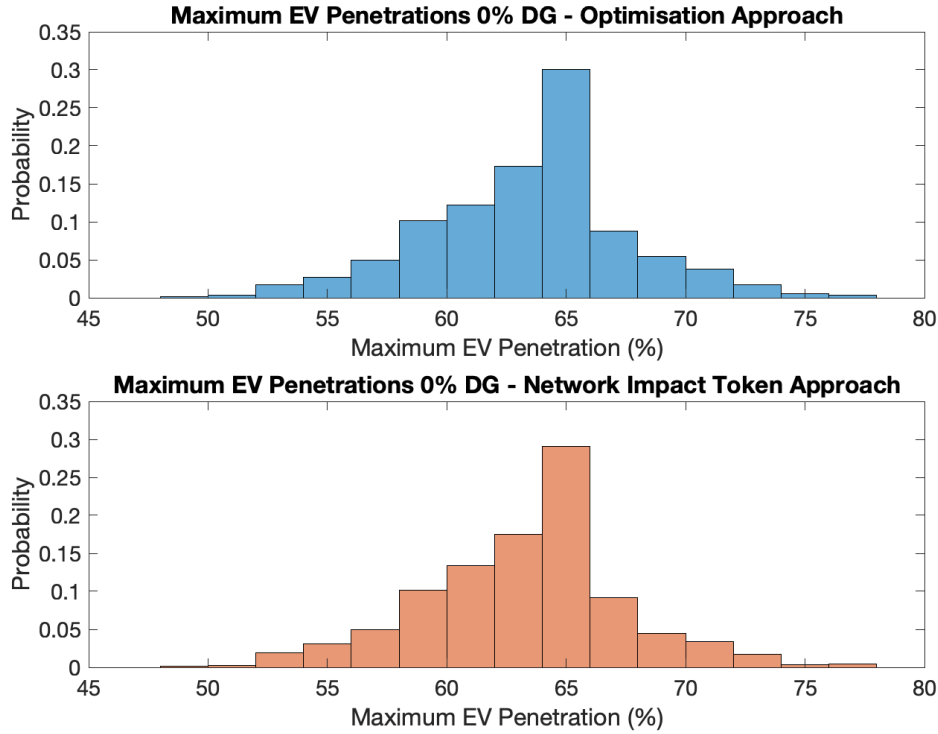 Maximum EV Penetrations 0% DG - Optimisation Approach
0.35
0.3
0.25
0.2
0.15
0.1
0.05
0
Probability
45 50 55 60 65 70 75 80
Maximum EV Penetration (%)
Maximum EV Penetrations 0% DG - Network Impact Token Approach
0.35
0.3
0.25
0.2
0.15
0.1
0.05
0
Probability
45 50 55 60 65 70 75 80
Maximum EV Penetration (%)